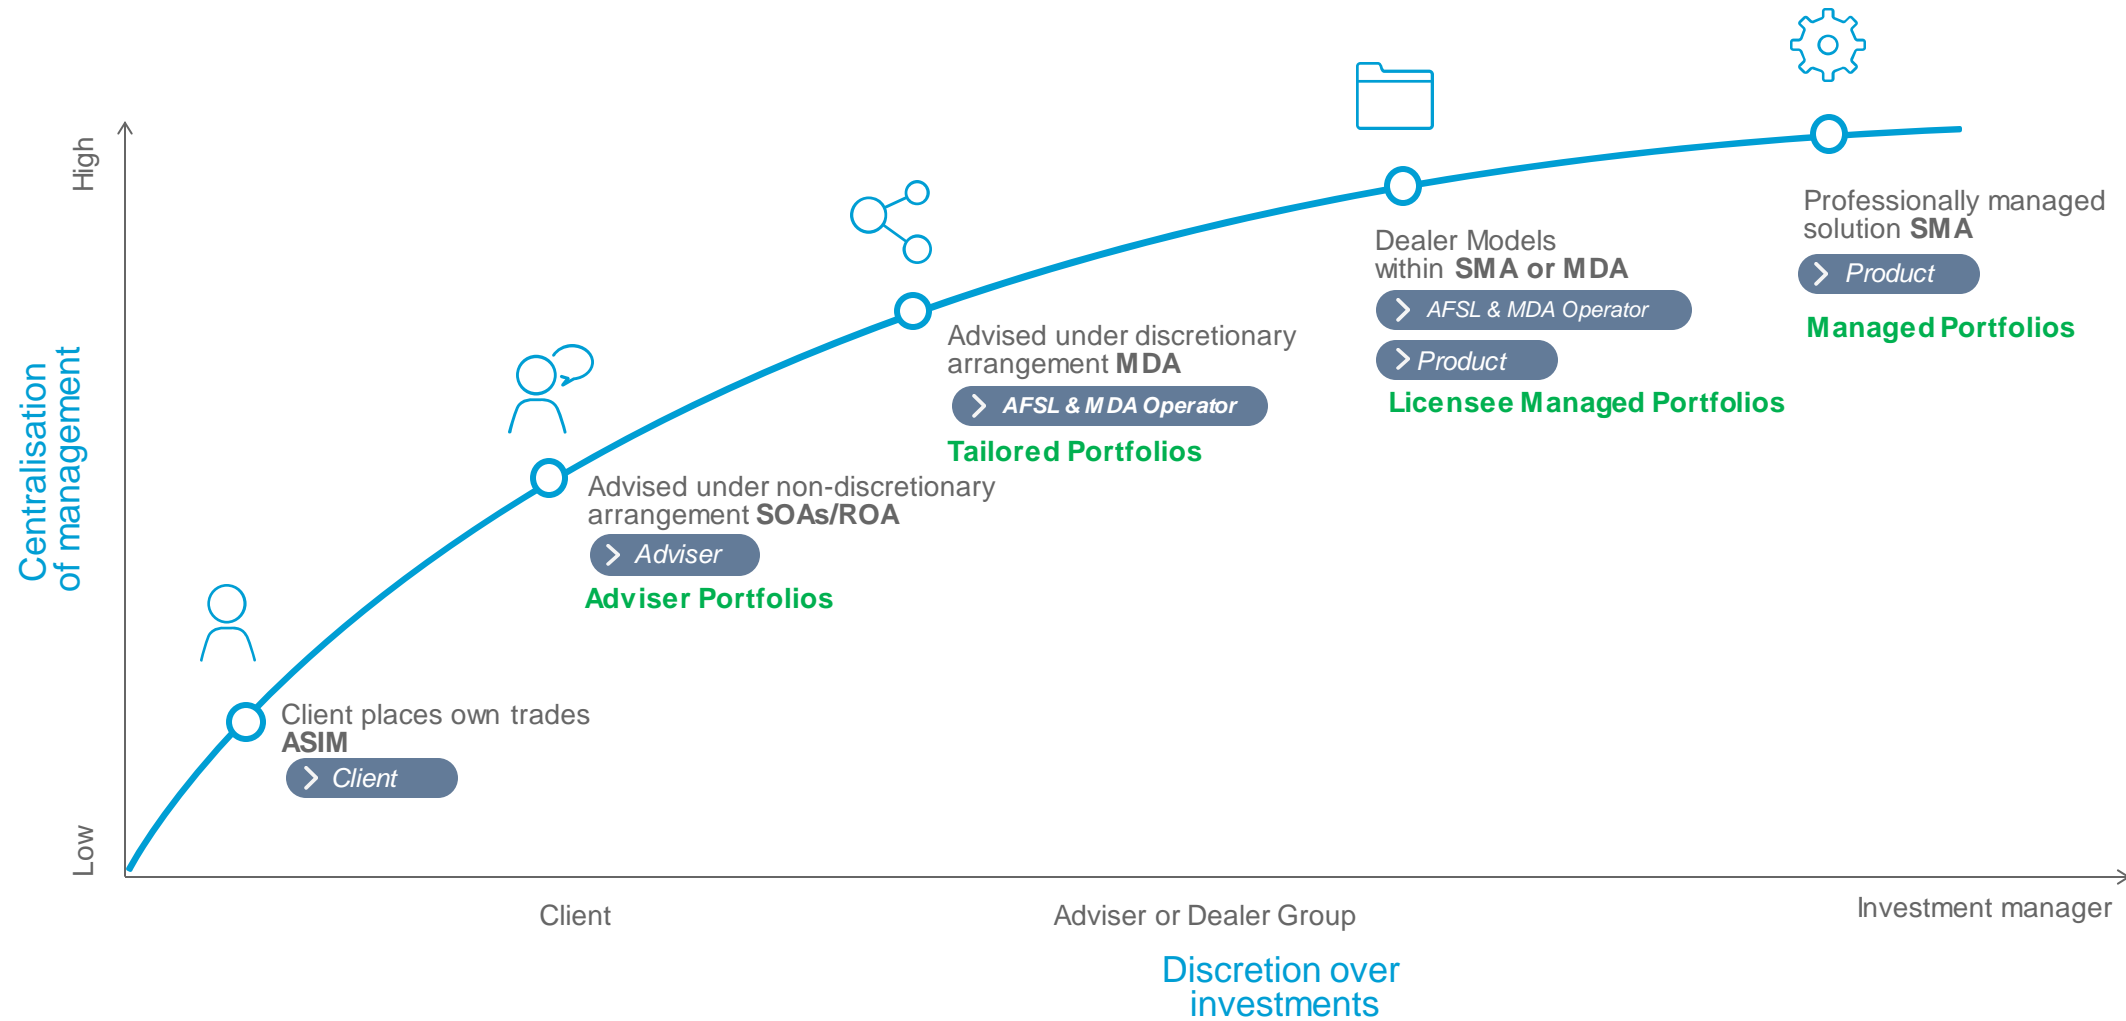 High
Centralisation
of management
Low
Professionally managed
solution SMA
Product
Managed Portfolios
Dealer Models
within SMA or MDA
AFSL & MDA Operator
Product
Licensee Managed Portfolios
Advised under discretionary
arrangement MDA
AFSL & MDA Operator
Tailored Portfolios
Advised under non-discretionary
arrangement SOAs/ROA
Adviser
Adviser Portfolios
Client places own trades
ASIM
Client
Client
Adviser or Dealer Group
Investment manager
Discretion over
investments